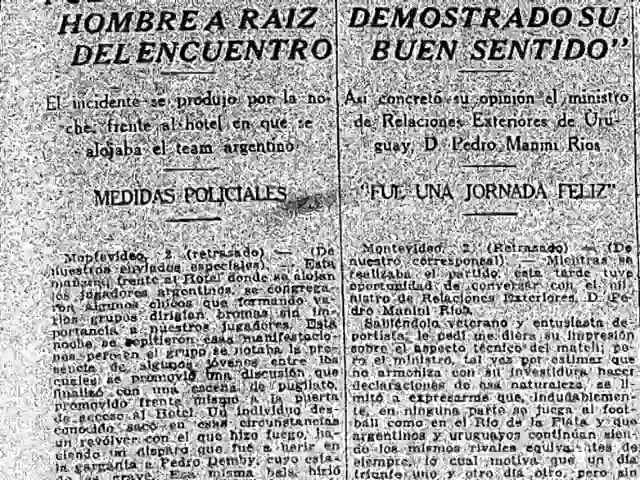 HOMBRE A RAIZ
DEL ENCUENTRO
El incidente se produjo por la no-
che, frente al hotel en que se
alojaba el team argentino
MEDIDAS POLICIALES
Montevideo, 2 (retrasado) — (De
nuestros enviados especiales). — Esta
mañana, frente al Hotel donde se alojan
los jugadores argentinos, se congrega-
ron algunos núbios que formando va-
rios grupos dirigían bromas sin im-
portancia a nuestros jugadores. Esta
noche se repitieron esas manifestacio-
nes pero en el grupo se notaba la pre-
sencia de algunos jóvenes entre los
cuales se promovió una discusión que
finalizó con una escena de pugilato,
promovido frente mismo a la puerta
de acceso al Hotel. Un individuo des-
conocido sacó en esas circunstancias
un revólver con el que hizo fuego, ha-
ciendo un disparo que fué a herir en
la garganta a Pedro Demby, cuyo esta-
do es grave. Esa misma bala hirió
DEMOSTRADO SU
BUEN SENTIDO"
Así concretó su opinión el ministro
de Relaciones Exteriores de Uru-
guay, D. Pedro Manini Rios
"FUE UNA JORNADA FELIZ"
Montevideo, 2 (Retrasado) — (De
nuestro corresponsal). — Mientras se
realizaba el partido, esta tarde tuve
oportunidad de conversar con el mi-
nistro de Relaciones Exteriores, D. Pe-
dro Manini Rios.
Sabiéndolo veterano y entusiasta de-
portista, le pedí me diera su impresión
sobre el aspecto técnico del match, pe-
ro el ministro, tal vez por estimar que
no armoniza con su investidura hacer
declaraciones de esa naturaleza, se li-
mitó a expresarme que, indudablemen-
te, en ninguna parte se juega al foot-
ball como en el Río de la Plata y que
argentinos y uruguayos continúan sien-
do los mismos rivales equivalentes de
siempre, lo cual motiva que un día
triunfe uno y otro día otro, pero sin